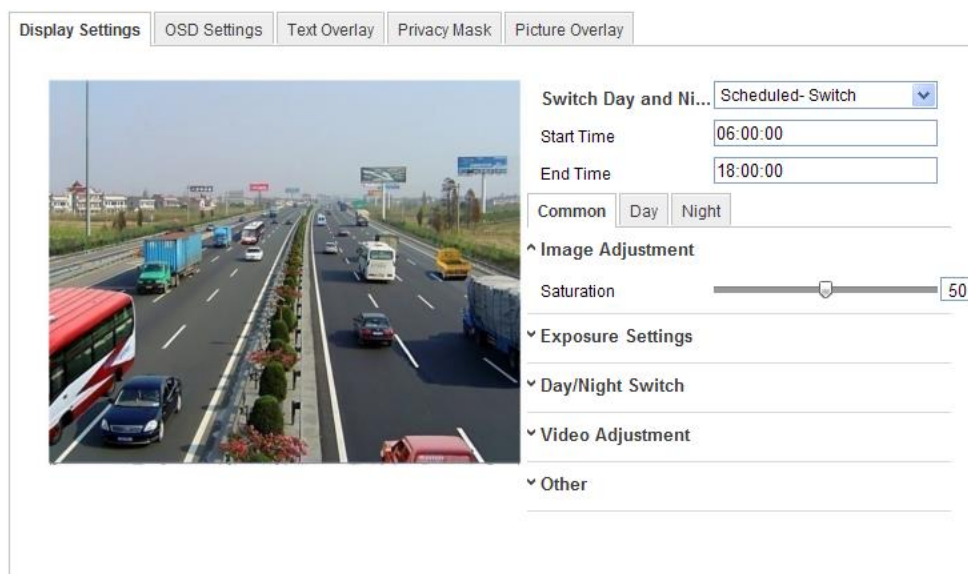 Display Settings OSD Settings Text Overlay Privacy Mask Picture Overlay
Switch Day and Ni... Scheduled- Switch
Start Time 06:00:00
End Time 18:00:00
Common Day Night
Image Adjustment
Saturation 50
Exposure Settings
Day/Night Switch
Video Adjustment
Other